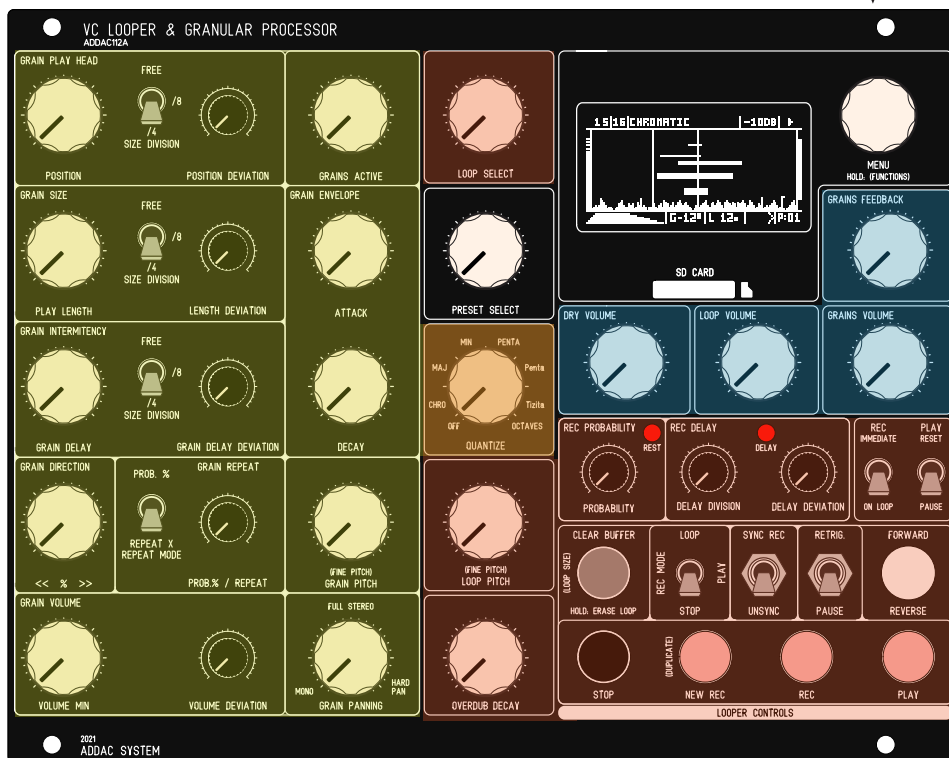 VC LOOPER & GRANULAR PROCESSOR
ADDAC112A
GRAIN PLAY HEAD
FREE
/8
/4
SIZE DIVISION
POSITION
POSITION DEVIATION
GRAINS ACTIVE
LOOP SELECT
15|16|CHROMATIC |-10DB|
G-12 | L 12 P:01
SD CARD
MENU
HOLD: (FUNCTIONS)
GRAIN SIZE
FREE
/8
/4
SIZE DIVISION
PLAY LENGTH
LENGTH DEVIATION
GRAIN ENVELOPE
ATTACK
PRESET SELECT
GRAINS FEEDBACK
GRAIN INTERMITENCY
FREE
/8
/4
SIZE DIVISION
GRAIN DELAY
GRAIN DELAY DEVIATION
DECAY
MIN
PENTA
MAJ
Penta
CHRO
Tizita
OFF
OCTAVES
QUANTIZE
DRY VOLUME
LOOP VOLUME
GRAINS VOLUME
REC PROBABILITY
REST
PROBABILITY
REC DELAY
DELAY
DELAY DIVISION
DELAY DEVIATION
REC
IMMEDIATE
ON LOOP
PLAY
RESET
PAUSE
GRAIN DIRECTION
<< % >>
PROB. %
GRAIN REPEAT
REPEAT X
REPEAT MODE
PROB.% / REPEAT
(FINE PITCH)
GRAIN PITCH
(FINE PITCH)
LOOP PITCH
CLEAR BUFFER
(LOOP SIZE)
HOLD: ERASE LOOP
LOOP
REC MODE
PLAY
STOP
SYNC REC
UNSYNC
RETRIG.
PAUSE
FORWARD
REVERSE
GRAIN VOLUME
VOLUME MIN
VOLUME DEVIATION
FULL STEREO
MONO
HARD
PAN
GRAIN PANNING
OVERDUB DECAY
STOP
(DUPLICATE)
NEW REC
REC
PLAY
LOOPER CONTROLS
2021
ADDAC SYSTEM